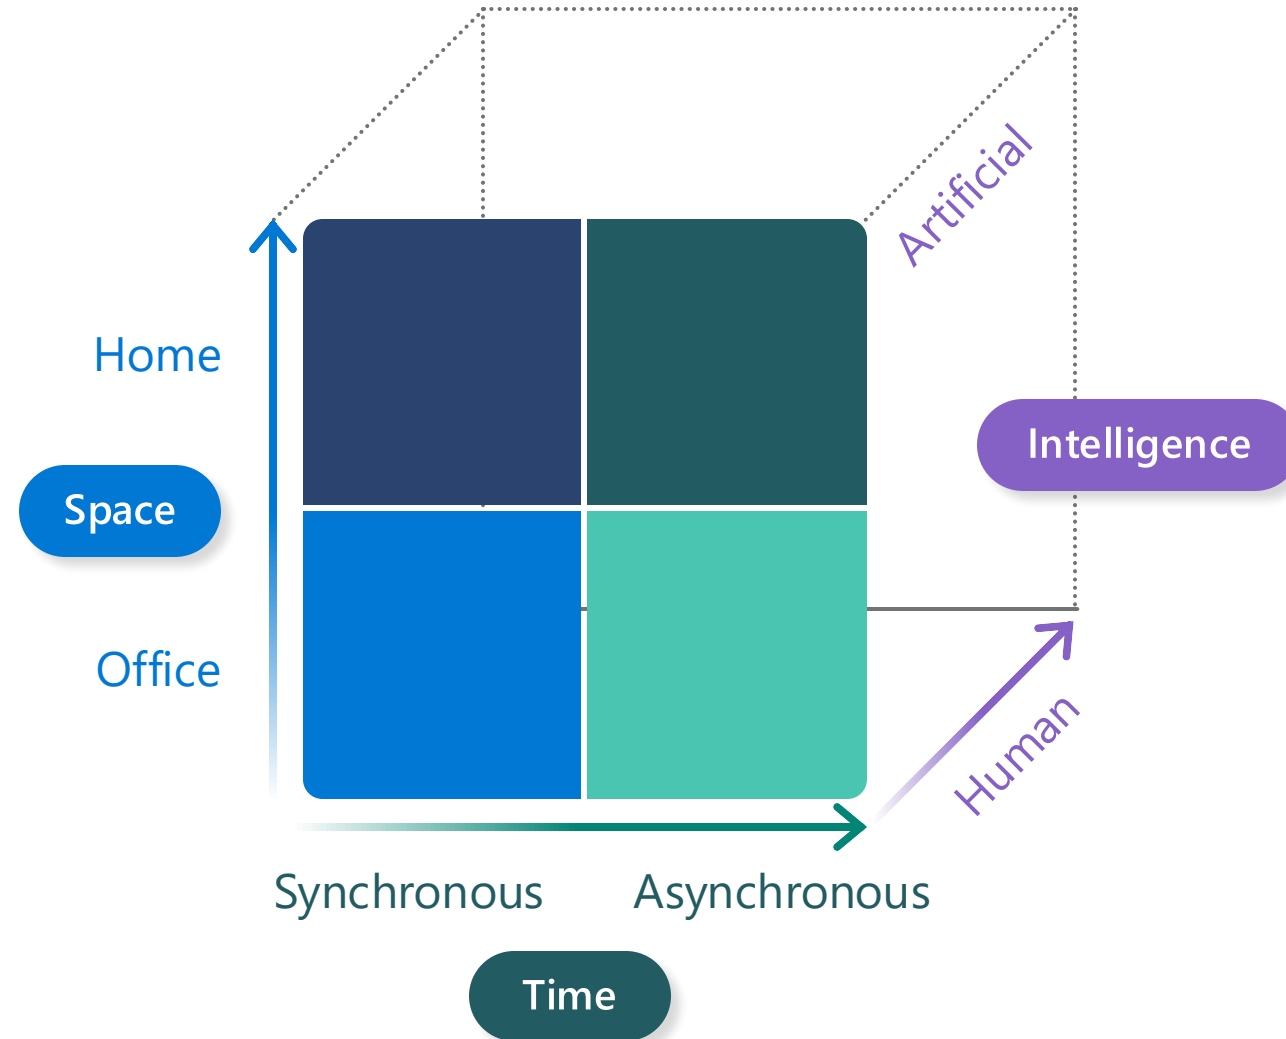 Artificial
Home
Intelligence
Space
Office
Human
Synchronous
Asynchronous
Time